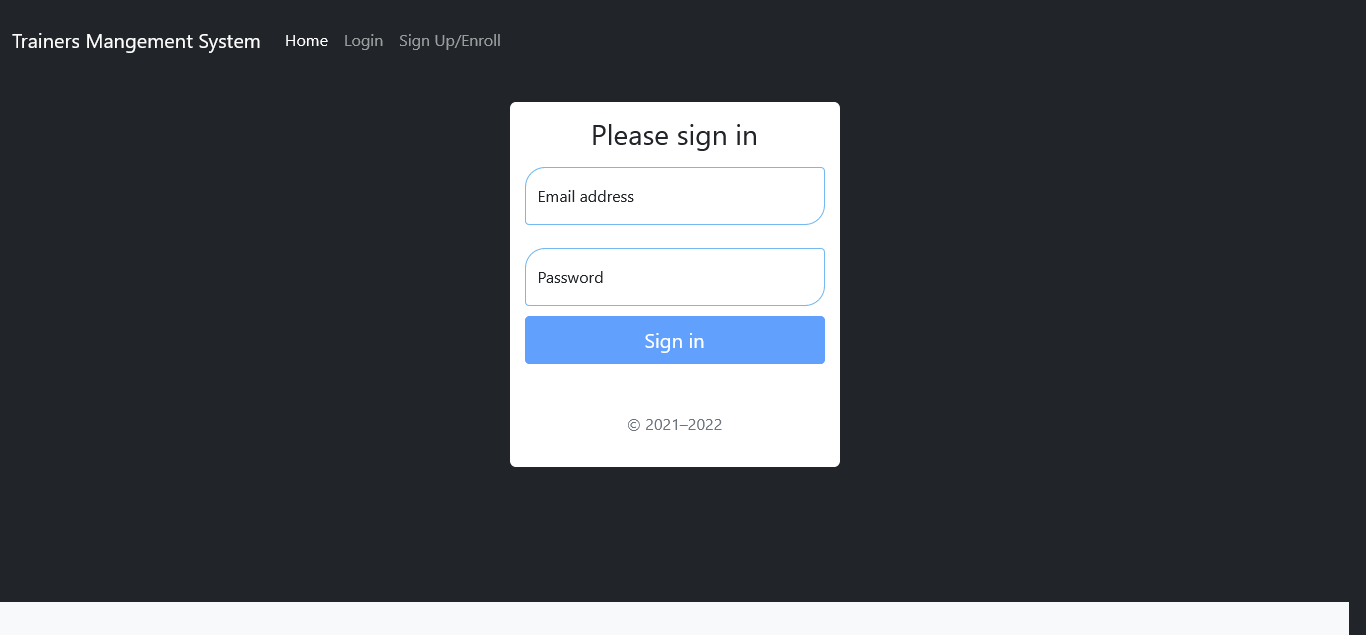 Trainers Mangement System Home Login Sign Up/Enroll
Please sign in
Email address
Password
Sign in
© 2021–2022